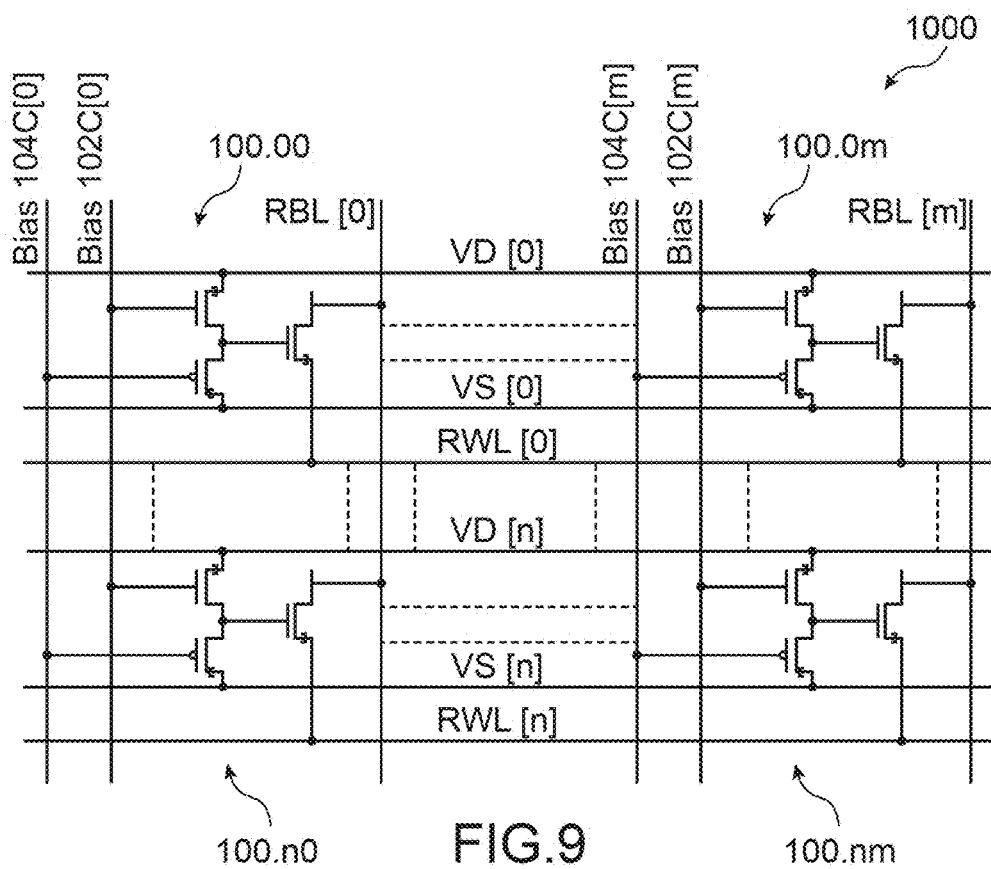 1000
Bias 104C[0]
Bias 102C[0]
100.00
RBL [0]
VD [0]
Bias 104C[m]
Bias 102C[m]
100.0m
RBL [m]
VS [0]
RWL [0]
VD [n]
VS [n]
RWL [n]
100.n0
FIG.9
100.nm